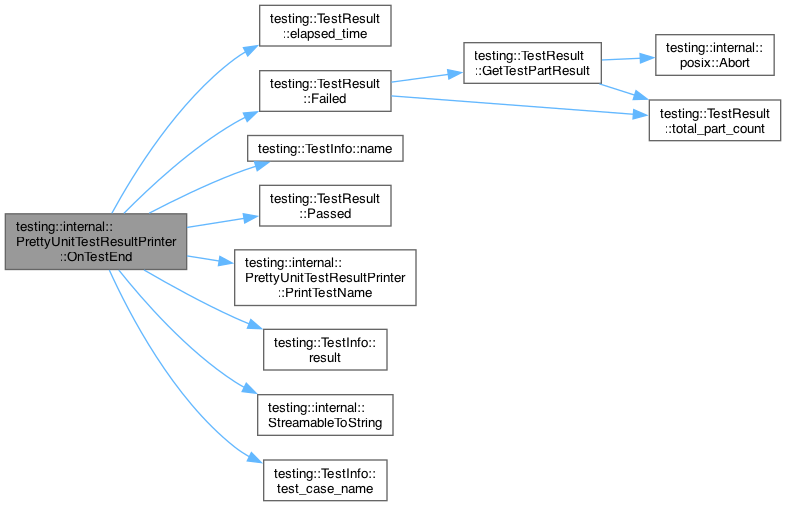 testing::internal::
PrettyUnitTestResultPrinter
::OnTestEnd
testing::TestResult
::elapsed_time
testing::TestResult
::Failed
testing::TestResult
::GetTestPartResult
testing::internal::
posix::Abort
testing::TestResult
::total_part_count
testing::TestInfo::name
testing::TestResult
::Passed
testing::internal::
PrettyUnitTestResultPrinter
::PrintTestName
testing::TestInfo::
result
testing::internal::
StreamableToString
testing::TestInfo::
test_case_name